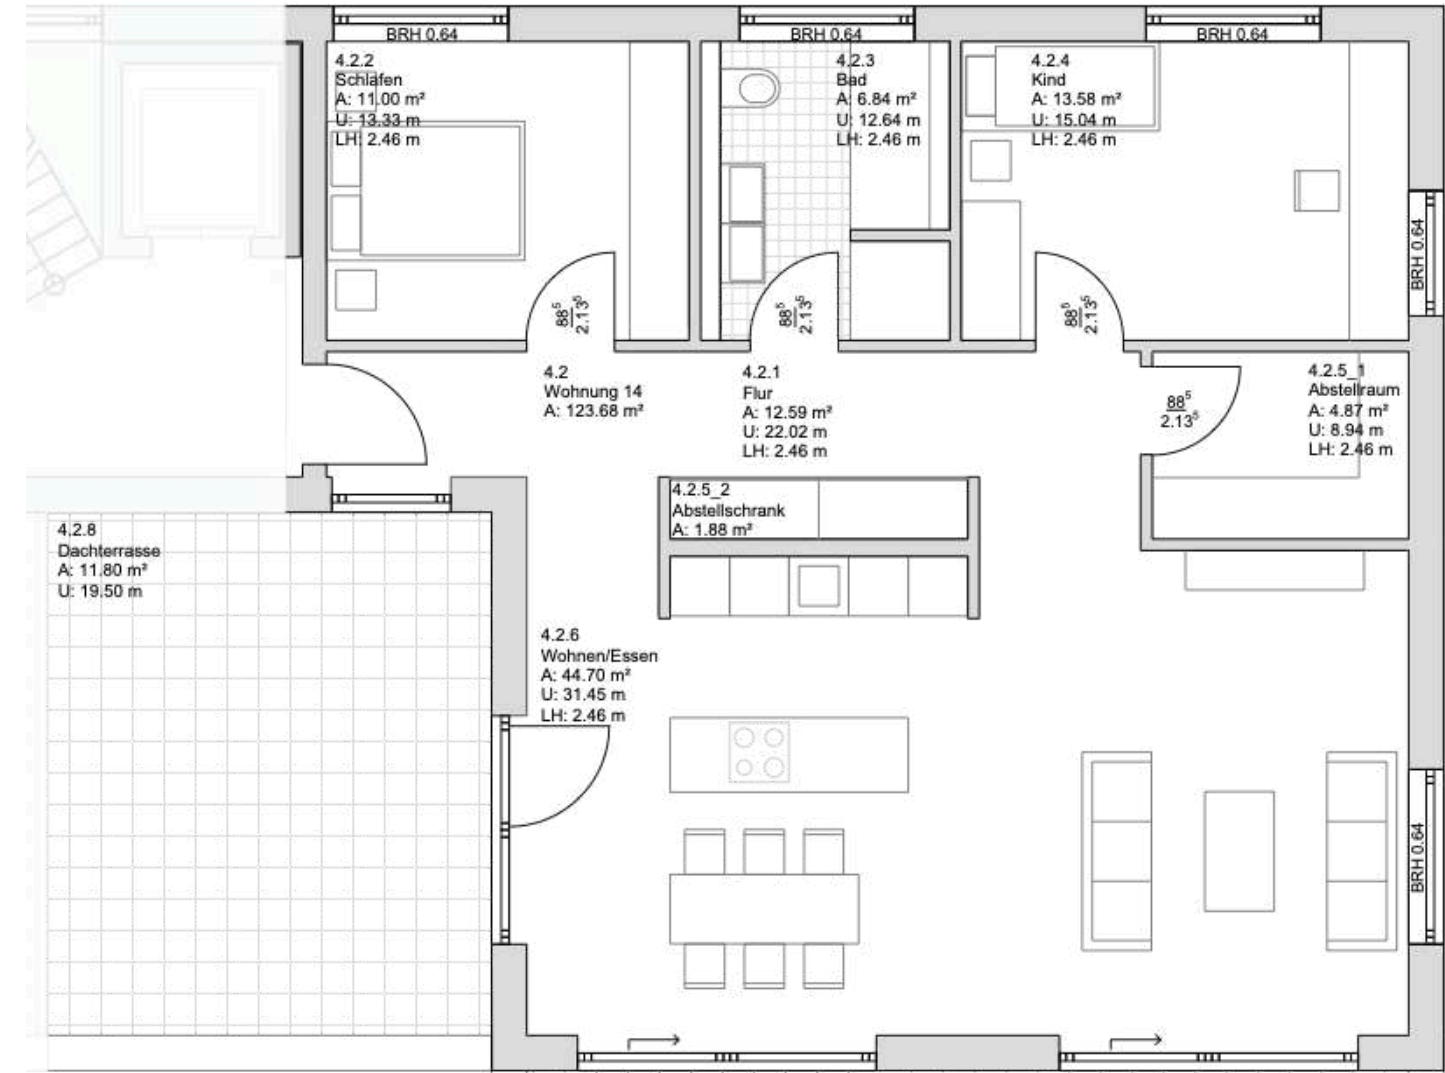 BRH 0.64
BRH 0.64
BRH 0.64
4.2.2
Schlafen
A: 11.00 m²
U: 13.33 m
LH: 2.46 m
4.2.3
Bad
A: 6.84 m²
U: 12.64 m
LH: 2.46 m
4.2.4
Kind
A: 13.58 m²
U: 15.04 m
LH: 2.46 m
BRH 0.64
88⁵
2.13⁵
88⁵
2.13⁵
88⁵
2.13⁵
4.2
Wohnung 14
A: 123.68 m²
4.2.1
Flur
A: 12.59 m²
U: 22.02 m
LH: 2.46 m
88⁵
2.13⁵
4.2.5_1
Abstellraum
A: 4.87 m²
U: 8.94 m
LH: 2.46 m
4.2.5_2
Abstellschrank
A: 1.88 m²
4.2.8
Dachterrasse
A: 11.80 m²
U: 19.50 m
4.2.6
Wohnen/Essen
A: 44.70 m²
U: 31.45 m
LH: 2.46 m
BRH 0.64